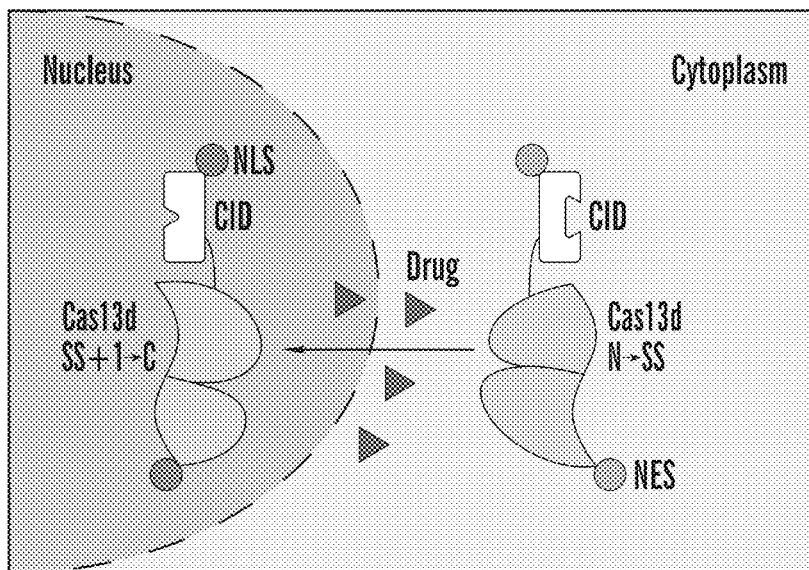 Nucleus
Cytoplasm
NLS
CID
CID
Drug
Cas13d
SS+1→C
Cas13d
N→SS
NES